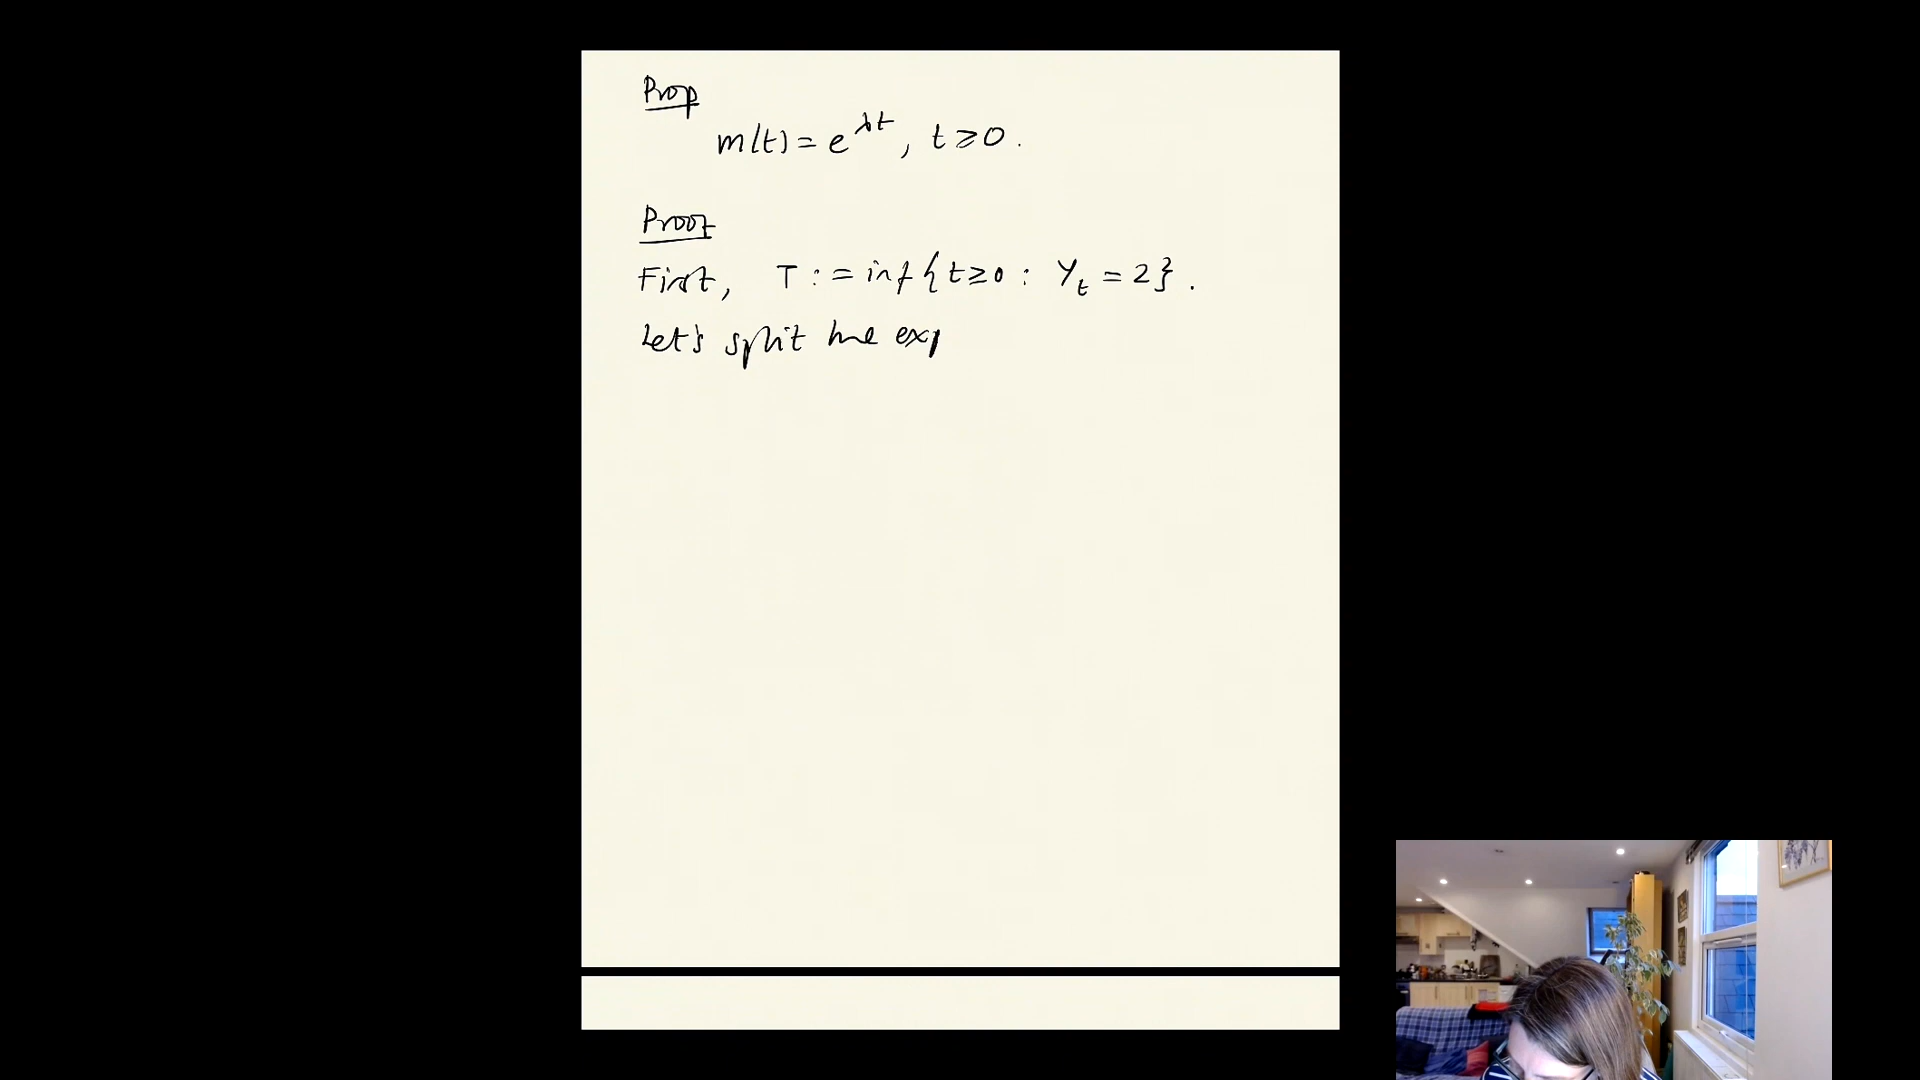 Prop
m(t) = e^{λt}, t ≥ 0.
Proof
First, T := inf{t ≥ 0 : Y_t = 2}.
Let's split the exp